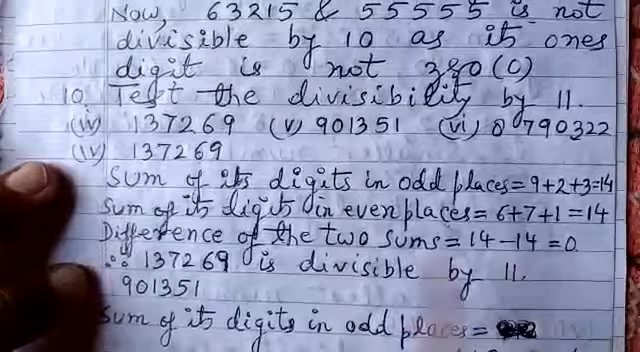 Now, 63215 & 55555 is not
divisible by 10 as its ones
digit is not zero (0)
10. Test the divisibility by 11.
(iv) 137269 (v) 901351 (vi) 8790322
(iv) 137269
Sum of its digits in odd places = 9+2+3=14
Sum of its digits in even places = 6+7+1=14
Difference of the two sums = 14-14=0
∴ 137269 is divisible by 11.
901351
Sum of its digits in odd places =